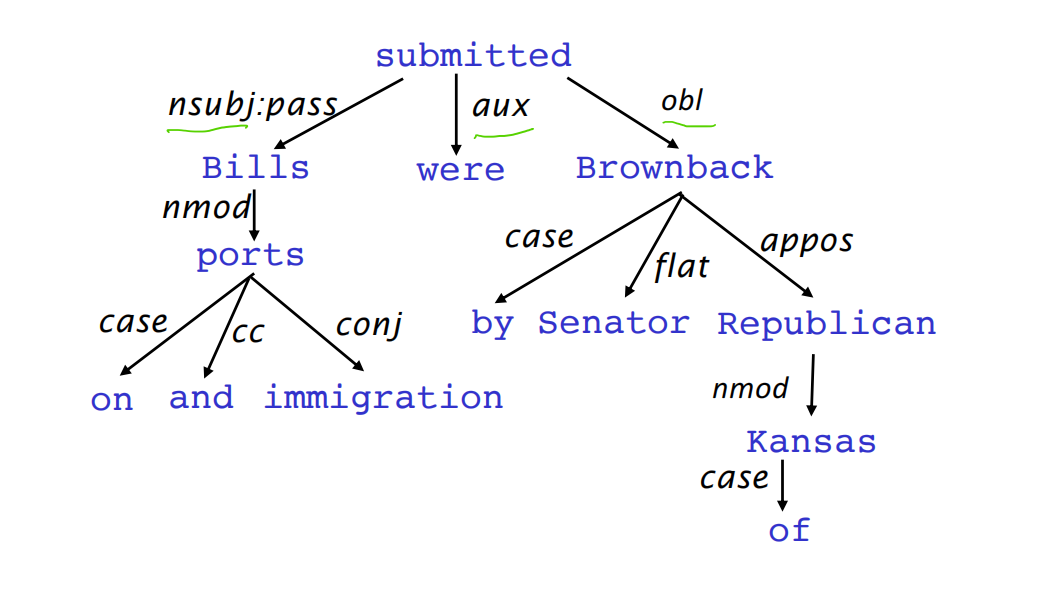 submitted
nsubj:pass aux obl
Bills were Brownback
nmod
ports
case flat appos
case cc conj
by Senator Republican
on and immigration
nmod
Kansas
case
of